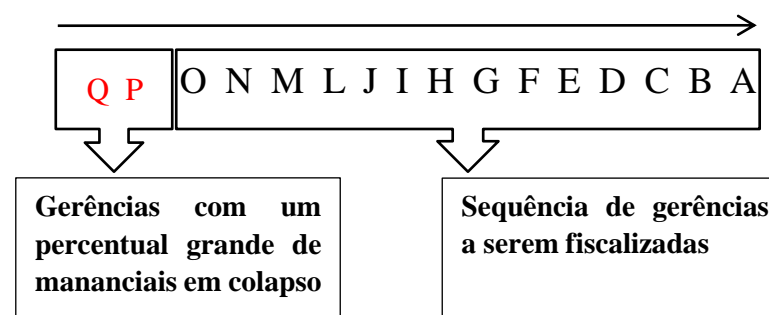 Q P O N M L J I H G F E D C B A
Gerências com um
percentual grande de
mananciais em colapso
Sequência de gerências
a serem fiscalizadas